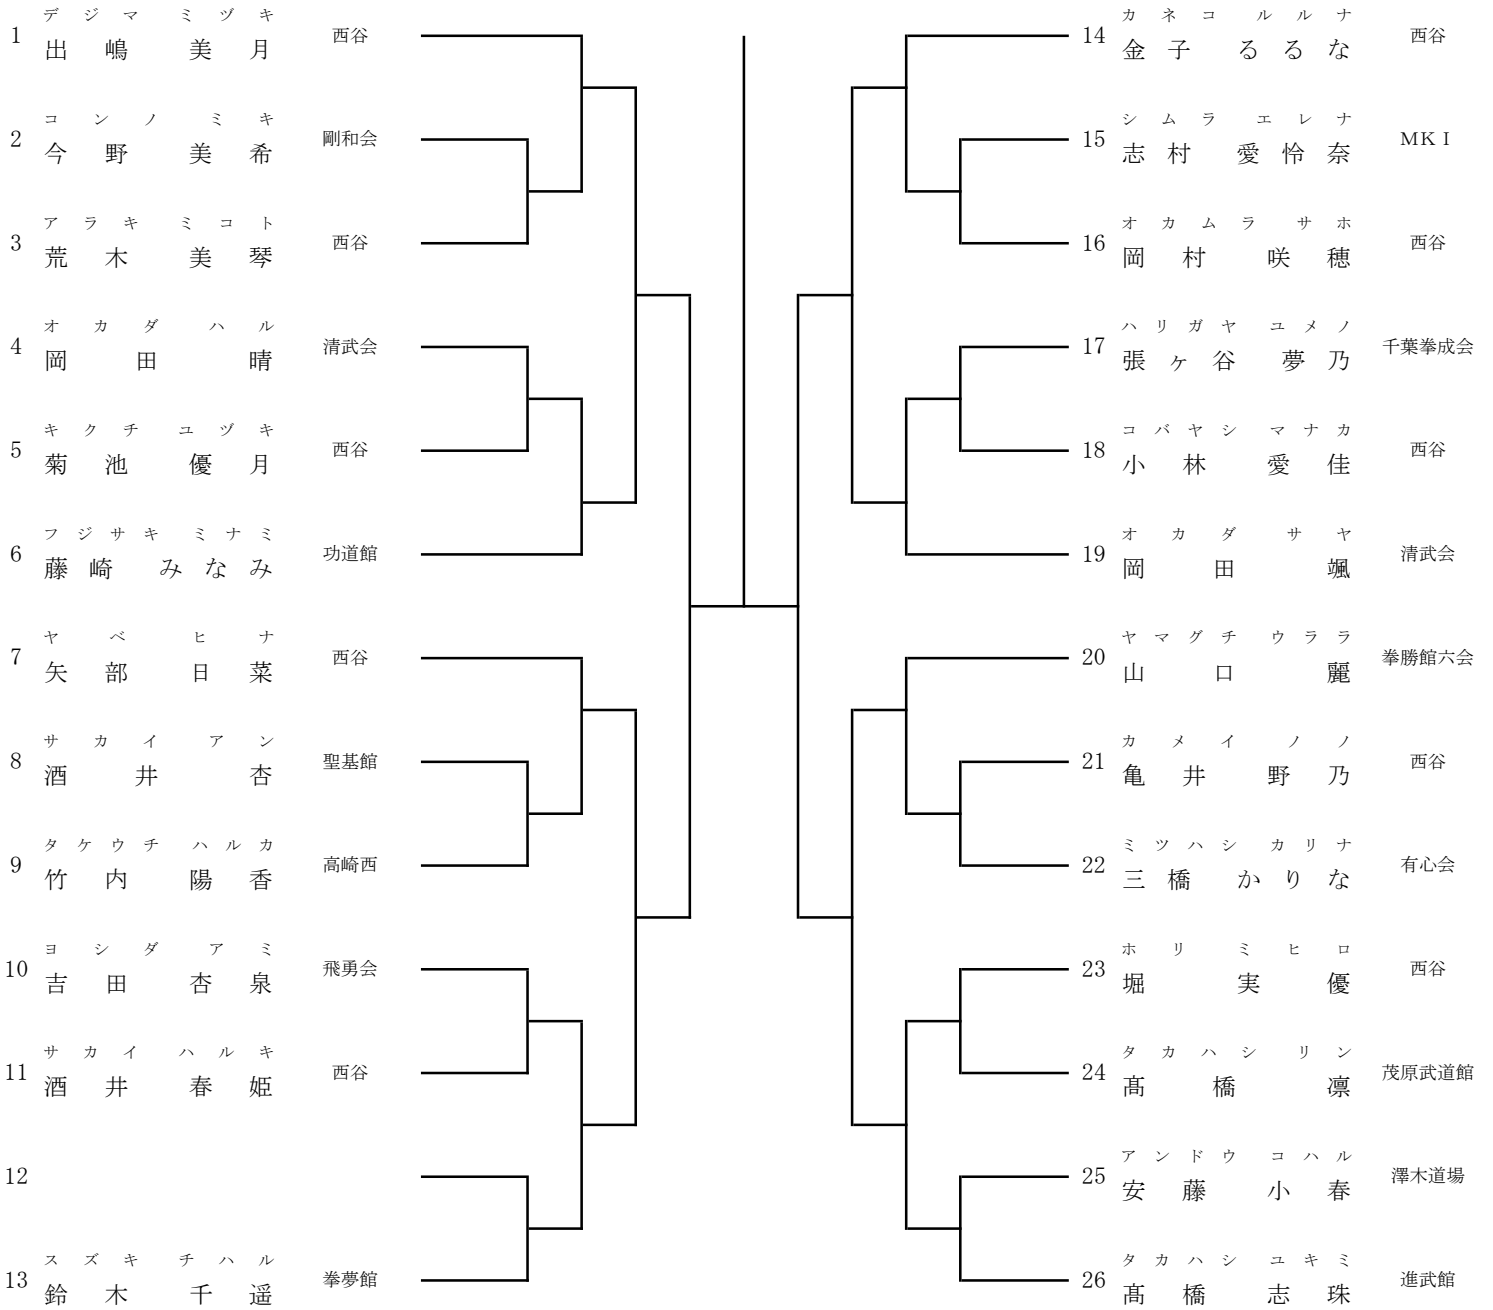 デジマ ミヅキ
1 出嶋 美月 西谷
コンノ ミキ
2 今野 美希 剛和会
アラキ ミコト
3 荒木 美琴 西谷
オカダ ハル
4 岡田 晴 清武会
キクチ ユヅキ
5 菊池 優月 西谷
フジサキ ミナミ
6 藤崎 みなみ 功道館
ヤベ ヒナ
7 矢部 日菜 西谷
サカイ アン
8 酒井 杏 聖基館
タケウチ ハルカ
9 竹内 陽香 高崎西
ヨシダ アミ
10 吉田 杏泉 飛勇会
サカイ ハルキ
11 酒井 春姫 西谷
12
スズキ チハル
13 鈴木 千遥 拳夢館
カネコ ルルナ
14 金子 るるな 西谷
シムラ エレナ
15 志村 愛怜奈 ＭＫＩ
オカムラ サホ
16 岡村 咲穂 西谷
ハリガヤ ユメノ
17 張ヶ谷 夢乃 千葉拳成会
コバヤシ マナカ
18 小林 愛佳 西谷
オカダ サヤ
19 岡田 颯 清武会
ヤマグチ ウララ
20 山口 麗 拳勝館六会
カメイ ノノ
21 亀井 野乃 西谷
ミツハシ カリナ
22 三橋 かりな 有心会
ホリ ミヒロ
23 堀 実優 西谷
タカハシ リン
24 髙橋 凛 茂原武道館
アンドウ コハル
25 安藤 小春 澤木道場
タカハシ ユキミ
26 髙橋 志珠 進武館